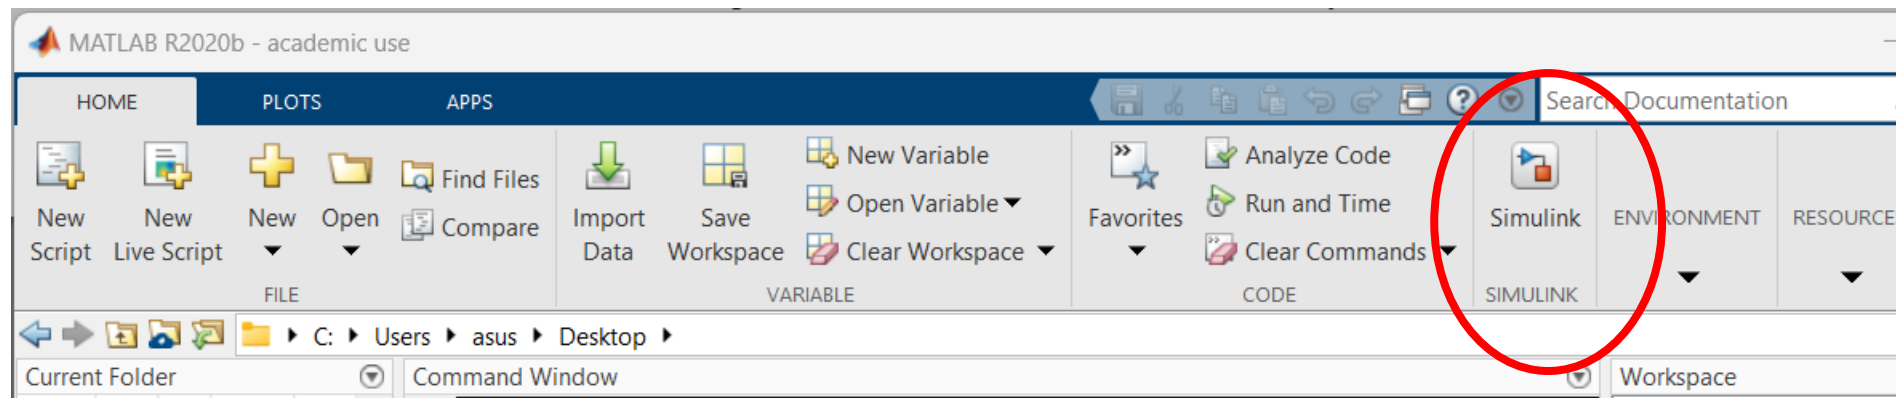 MATLAB R2020b - academic use
HOME PLOTS APPS Search Documentation
New Script
New Live Script
New
Open
Find Files
Compare
FILE
Import Data
Save Workspace
New Variable
Open Variable
Clear Workspace
VARIABLE
Favorites
Analyze Code
Run and Time
Clear Commands
CODE
Simulink
SIMULINK
ENVIRONMENT
RESOURCE
C: Users asus Desktop
Current Folder
Command Window
Workspace